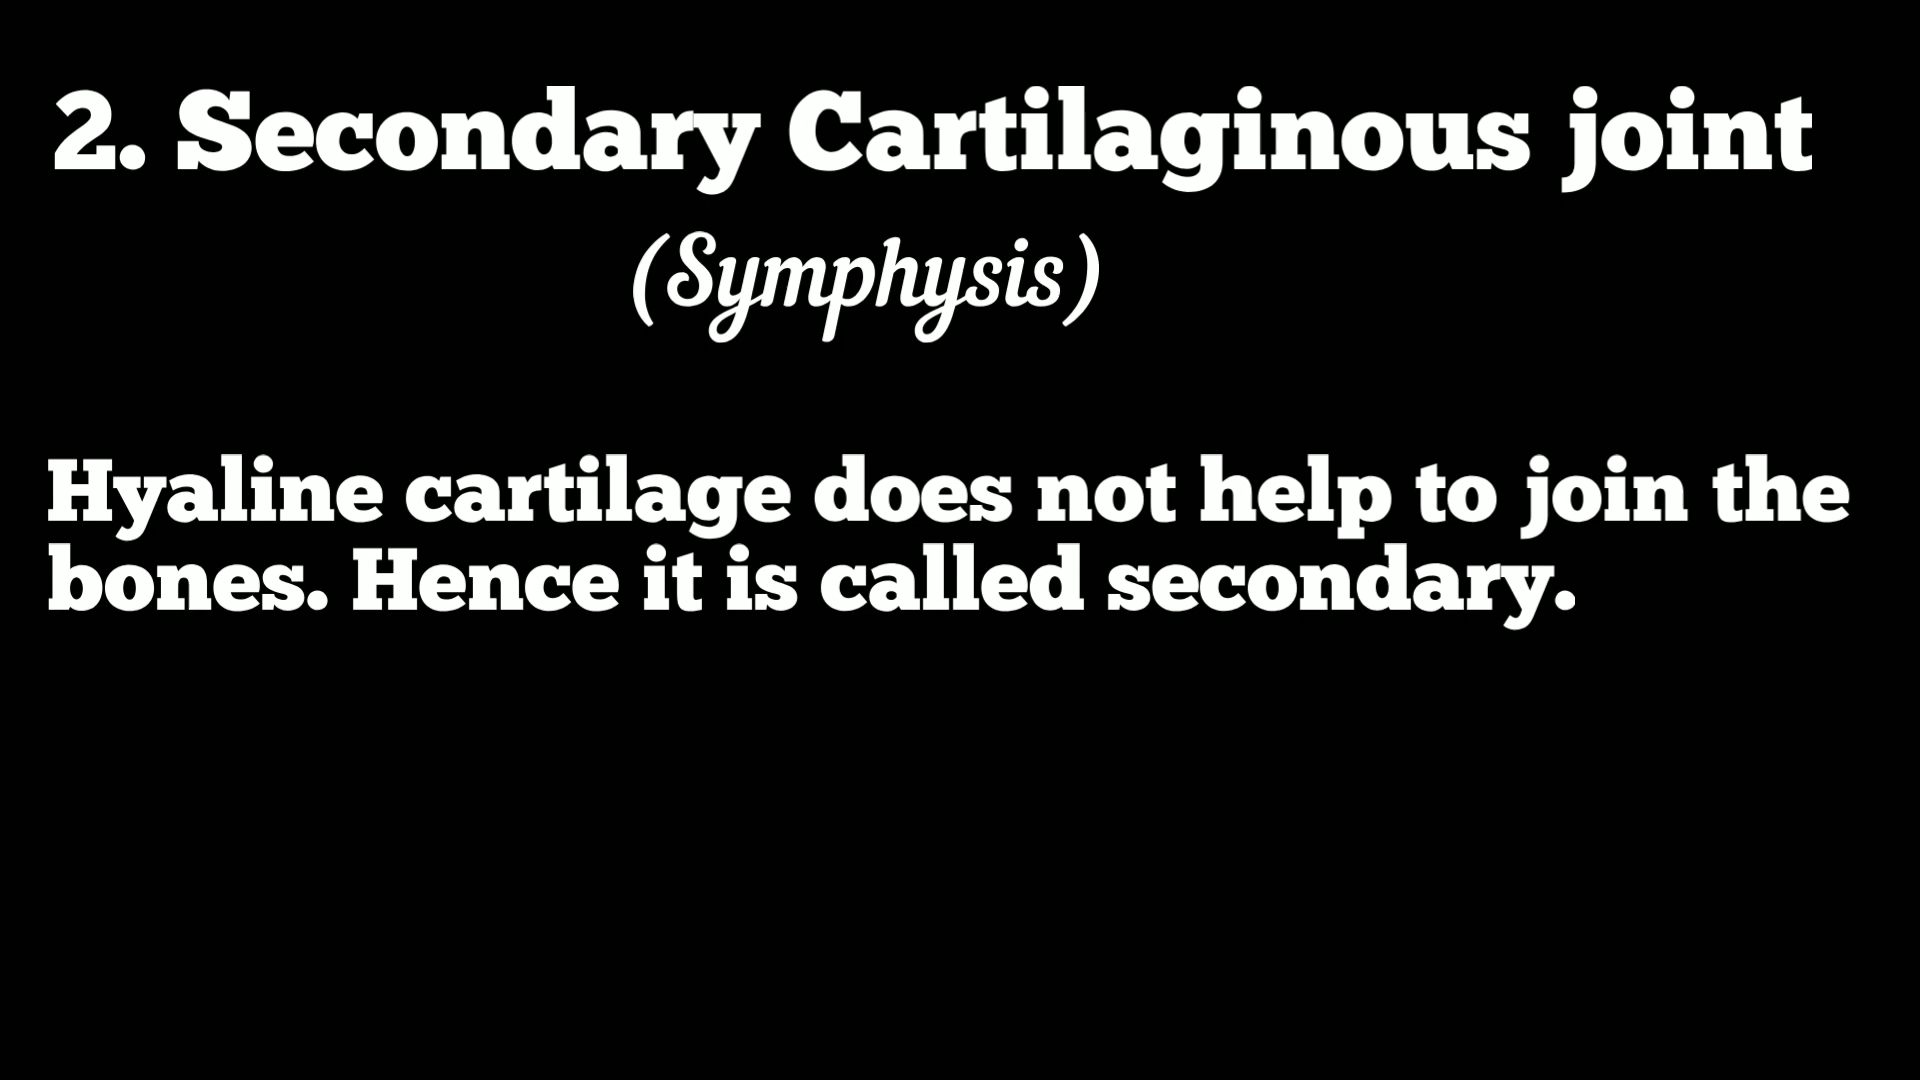 2. Secondary Cartilaginous joint
(Symphysis)
Hyaline cartilage does not help to join the
bones. Hence it is called secondary.